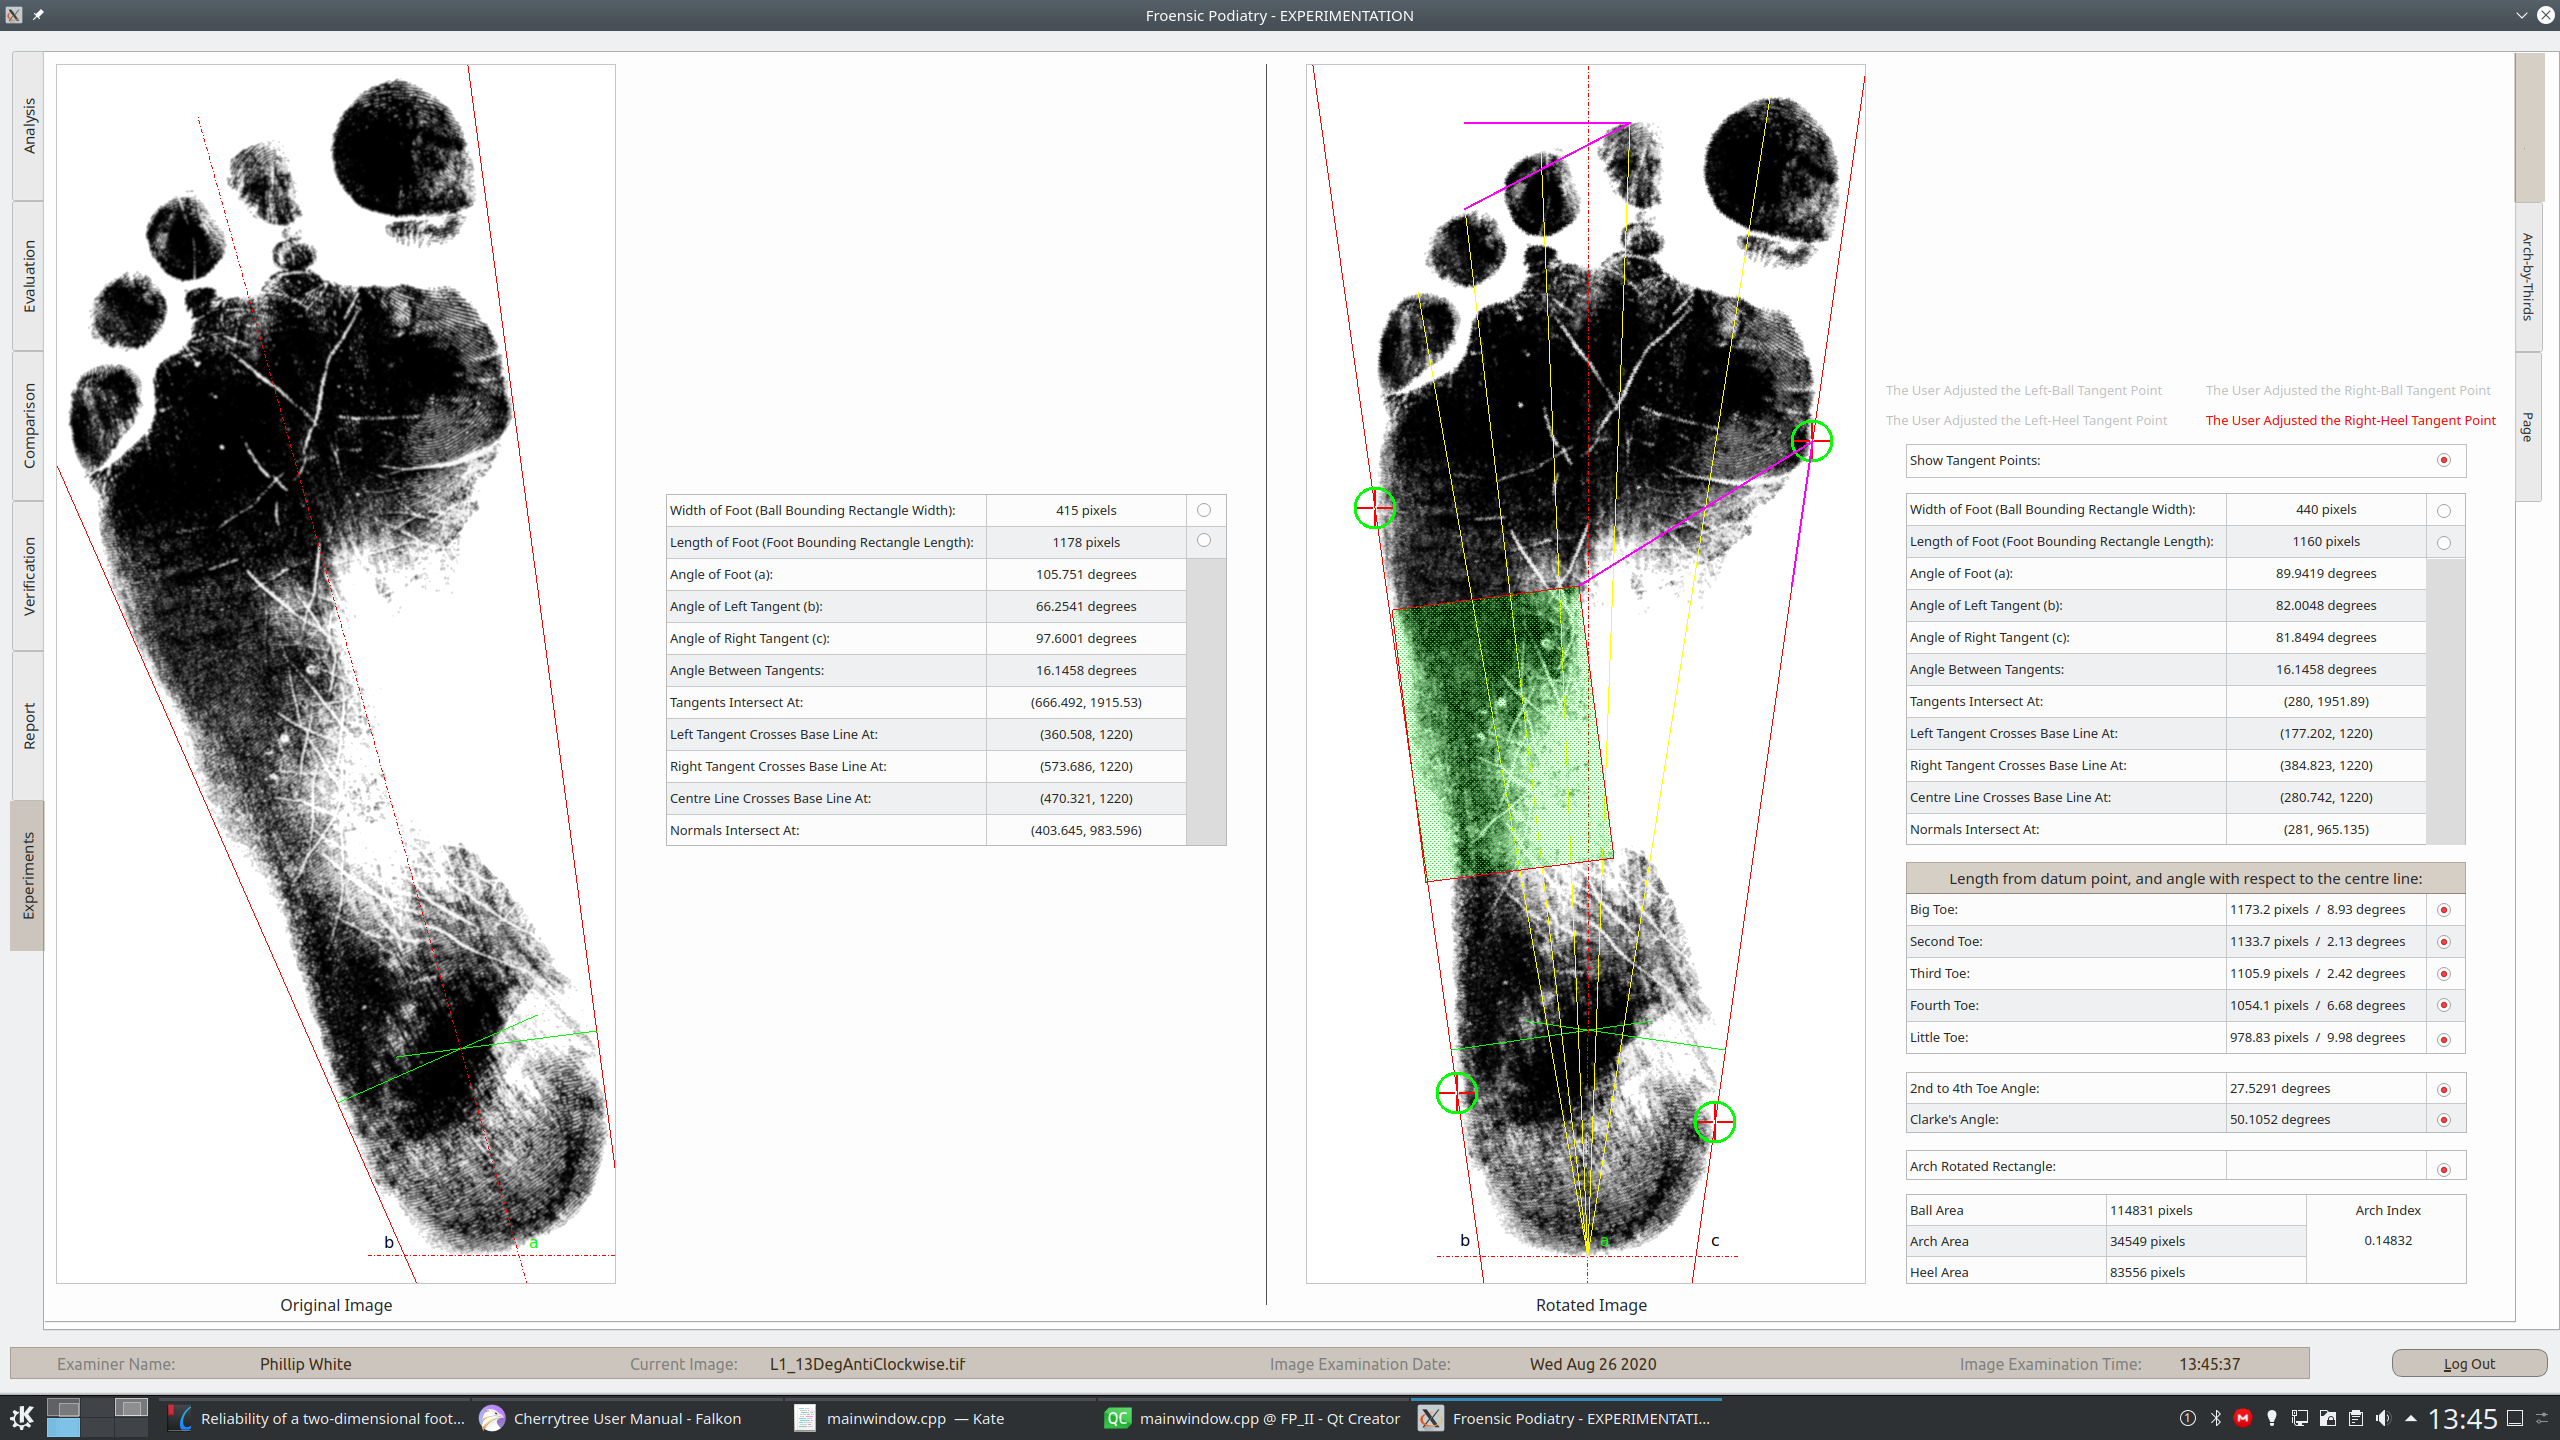 Froensic Podiatry - EXPERIMENTATION
Analysis
Evaluation
Comparison
Verification
Report
Experiments
b
a
Original Image
Width of Foot (Ball Bounding Rectangle Width): 415 pixels
Length of Foot (Foot Bounding Rectangle Length): 1178 pixels
Angle of Foot (a): 105.751 degrees
Angle of Left Tangent (b): 66.2541 degrees
Angle of Right Tangent (c): 97.6001 degrees
Angle Between Tangents: 16.1458 degrees
Tangents Intersect At: (666.492, 1915.53)
Left Tangent Crosses Base Line At: (360.508, 1220)
Right Tangent Crosses Base Line At: (573.686, 1220)
Centre Line Crosses Base Line At: (470.321, 1220)
Normals Intersect At: (403.645, 983.596)
b
a
c
Rotated Image
The User Adjusted the Left-Ball Tangent Point
The User Adjusted the Right-Ball Tangent Point
The User Adjusted the Left-Heel Tangent Point
The User Adjusted the Right-Heel Tangent Point
Show Tangent Points:
Width of Foot (Ball Bounding Rectangle Width): 440 pixels
Length of Foot (Foot Bounding Rectangle Length): 1160 pixels
Angle of Foot (a): 89.9419 degrees
Angle of Left Tangent (b): 82.0048 degrees
Angle of Right Tangent (c): 81.8494 degrees
Angle Between Tangents: 16.1458 degrees
Tangents Intersect At: (280, 1951.89)
Left Tangent Crosses Base Line At: (177.202, 1220)
Right Tangent Crosses Base Line At: (384.823, 1220)
Centre Line Crosses Base Line At: (280.742, 1220)
Normals Intersect At: (281, 965.135)
Length from datum point, and angle with respect to the centre line:
Big Toe: 1173.2 pixels / 8.93 degrees
Second Toe: 1133.7 pixels / 2.13 degrees
Third Toe: 1105.9 pixels / 2.42 degrees
Fourth Toe: 1054.1 pixels / 6.68 degrees
Little Toe: 978.83 pixels / 9.98 degrees
2nd to 4th Toe Angle: 27.5291 degrees
Clarke's Angle: 50.1052 degrees
Arch Rotated Rectangle:
Ball Area 114831 pixels Arch Index
Arch Area 34549 pixels 0.14832
Heel Area 83556 pixels
Arch-by-Thirds
Page
Examiner Name: Phillip White Current Image: L1_13DegAntiClockwise.tif Image Examination Date: Wed Aug 26 2020 Image Examination Time: 13:45:37
Log Out
Reliability of a two-dimensional foot... Cherrytree User Manual - Falkon mainwindow.cpp — Kate mainwindow.cpp @ FP_II - Qt Creator Froensic Podiatry - EXPERIMENTATI... 13:45